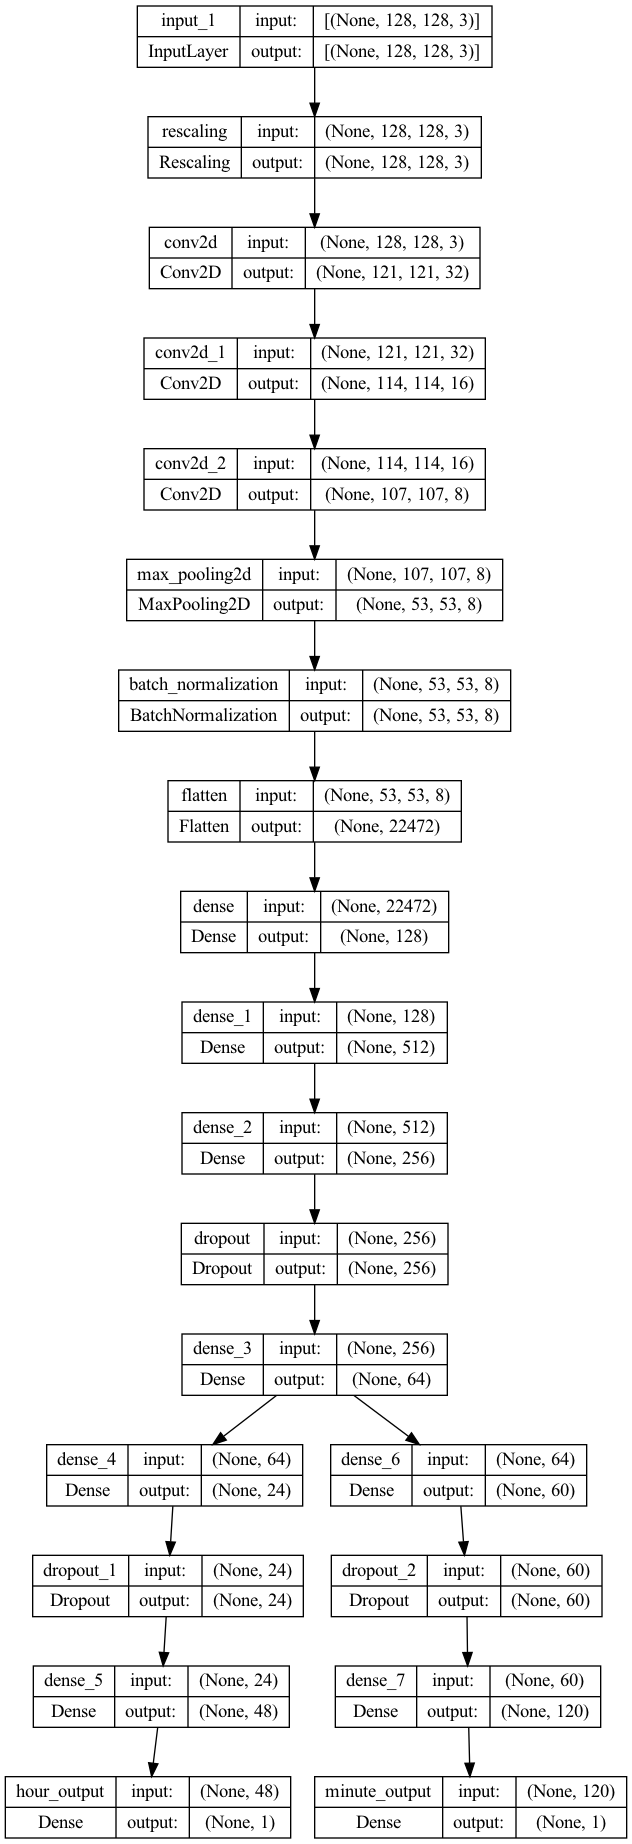 input_1 input: [(None, 128, 128, 3)]
InputLayer output: [(None, 128, 128, 3)]
rescaling input: (None, 128, 128, 3)
Rescaling output: (None, 128, 128, 3)
conv2d input: (None, 128, 128, 3)
Conv2D output: (None, 121, 121, 32)
conv2d_1 input: (None, 121, 121, 32)
Conv2D output: (None, 114, 114, 16)
conv2d_2 input: (None, 114, 114, 16)
Conv2D output: (None, 107, 107, 8)
max_pooling2d input: (None, 107, 107, 8)
MaxPooling2D output: (None, 53, 53, 8)
batch_normalization input: (None, 53, 53, 8)
BatchNormalization output: (None, 53, 53, 8)
flatten input: (None, 53, 53, 8)
Flatten output: (None, 22472)
dense input: (None, 22472)
Dense output: (None, 128)
dense_1 input: (None, 128)
Dense output: (None, 512)
dense_2 input: (None, 512)
Dense output: (None, 256)
dropout input: (None, 256)
Dropout output: (None, 256)
dense_3 input: (None, 256)
Dense output: (None, 64)
dense_4 input: (None, 64)
Dense output: (None, 24)
dense_6 input: (None, 64)
Dense output: (None, 60)
dropout_1 input: (None, 24)
Dropout output: (None, 24)
dropout_2 input: (None, 60)
Dropout output: (None, 60)
dense_5 input: (None, 24)
Dense output: (None, 48)
dense_7 input: (None, 60)
Dense output: (None, 120)
hour_output input: (None, 48)
Dense output: (None, 1)
minute_output input: (None, 120)
Dense output: (None, 1)